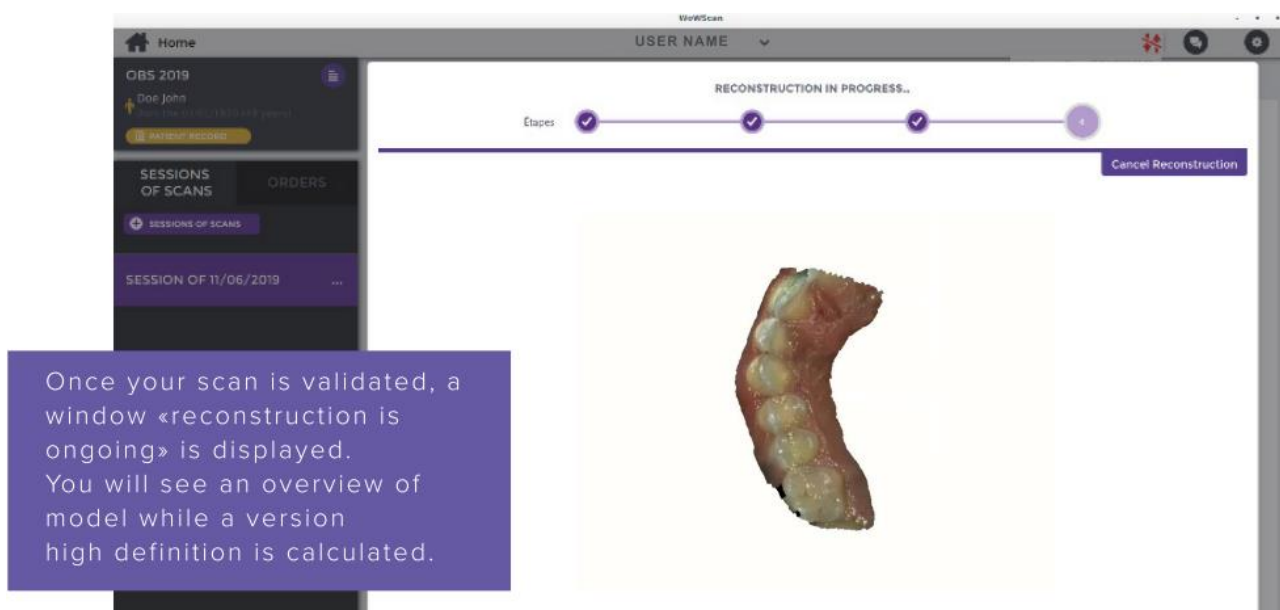 WoWScan
Home
USER NAME
OBS 2019
Doe John
PATIENT RECORD
SESSIONS
OF SCANS
ORDERS
SESSIONS OF SCANS
SESSION OF 11/06/2019 ...
RECONSTRUCTION IN PROGRESS...
Étapes
4
Cancel Reconstruction
Once your scan is validated, a
window «reconstruction is
ongoing» is displayed.
You will see an overview of
model while a version
high definition is calculated.